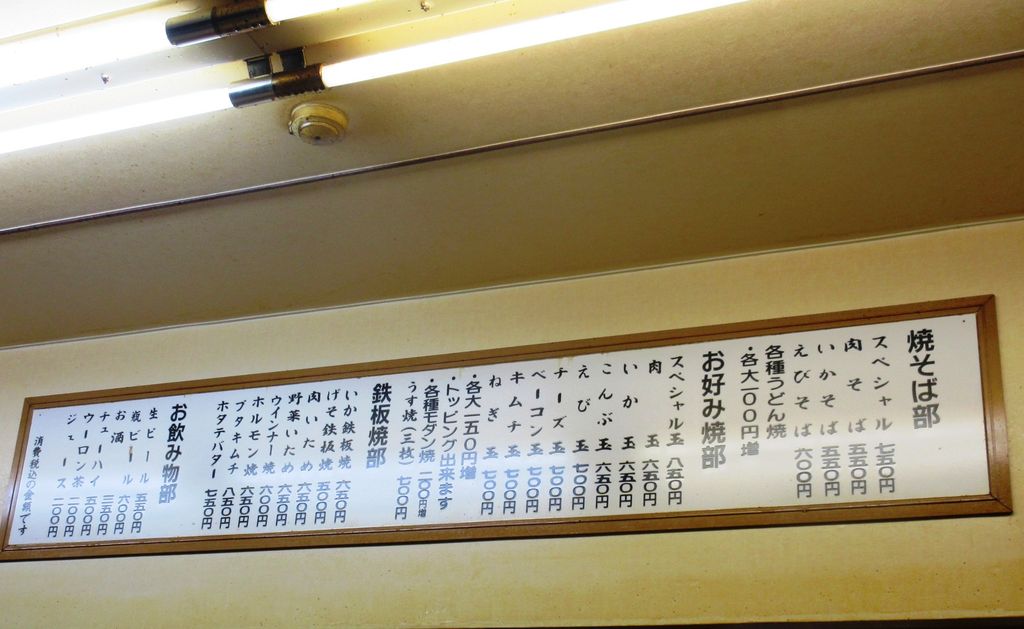 焼そば部
スペシャル 七五〇円
肉そば 五五〇円
いかそば 五五〇円
えびそば 六〇〇円
各種うどん焼
・各大一〇〇円増
お好み焼部
スペシャル玉 八五〇円
肉玉 六五〇円
いか玉 六五〇円
こんぶ玉 六五〇円
えび玉 七〇〇円
チーズ玉 七〇〇円
ベーコン玉 七〇〇円
キムチ玉 七〇〇円
ねぎ玉 七〇〇円
・各大一五〇円増
トッピング出来ます
・各種モダン焼 二〇〇円増
うす焼(三枚) 七〇〇円
鉄板焼部
いか鉄板焼 六五〇円
げそ鉄板焼 五五〇円
肉いため 六五〇円
野菜いため 六五〇円
ウインナー焼 六五〇円
ホルモン焼 六五〇円
ブタキムチ 八五〇円
ホタテバター 七五〇円
お飲み物部
生ビール 五五〇円
瓶ビール 六〇〇円
お酒 三五〇円
チューハイ 五〇〇円
ウーロン茶 二〇〇円
ジュース 二〇〇円
消費税込の金額です